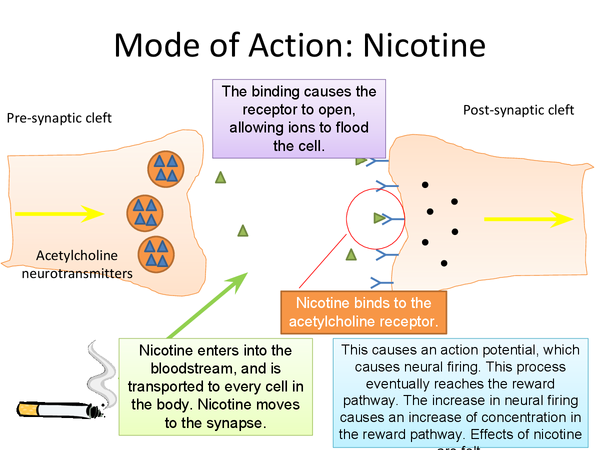 Mode of Action: Nicotine
The binding causes the
receptor to open,
allowing ions to flood
the cell.
Pre-synaptic cleft
Post-synaptic cleft
Acetylcholine
neurotransmitters
Nicotine binds to the
acetylcholine receptor.
Nicotine enters into the
bloodstream, and is
transported to every cell in
the body. Nicotine moves
to the synapse.
This causes an action potential, which
causes neural firing. This process
eventually reaches the reward
pathway. The increase in neural firing
causes an increase of concentration in
the reward pathway. Effects of nicotine
are felt